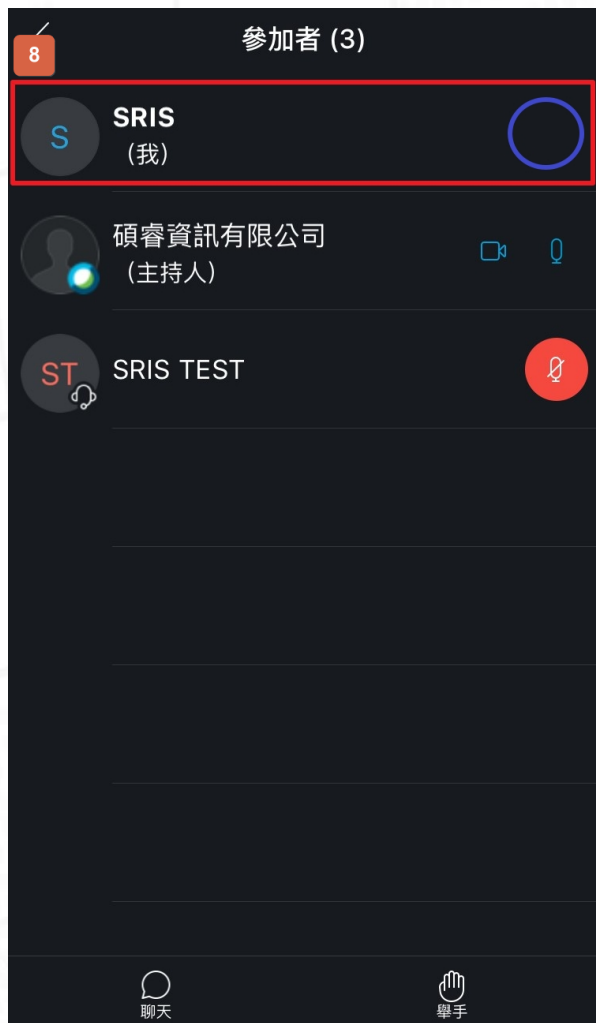 8
參加者 (3)
S
SRIS
(我)
碩睿資訊有限公司
(主持人)
ST
SRIS TEST
聊天
舉手